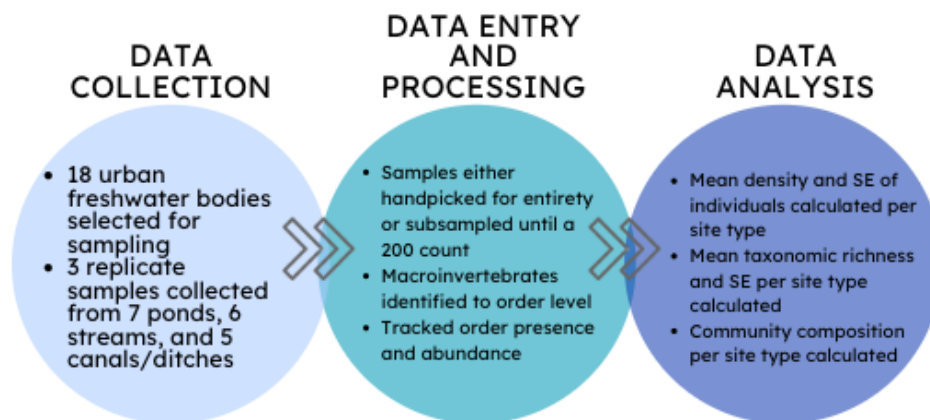 DATA
COLLECTION
• 18 urban
freshwater bodies
selected for
sampling
• 3 replicate
samples collected
from 7 ponds, 6
streams, and 5
canals/ditches
DATA ENTRY
AND
PROCESSING
• Samples either
handpicked for entirety
or subsampled until a
200 count
• Macroinvertebrates
identified to order level
• Tracked order presence
and abundance
DATA
ANALYSIS
• Mean density and SE of
individuals calculated per
site type
• Mean taxonomic richness
and SE per site type
calculated
• Community composition
per site type calculated